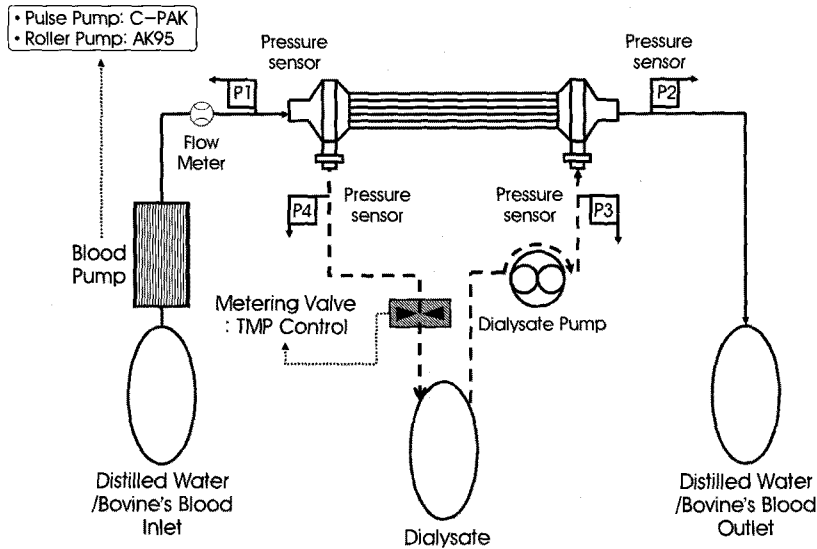 • Pulse Pump: C-PAK
• Roller Pump: AK95
Pressure
sensor
Pressure
sensor
P1
P2
Flow
Meter
P4
Pressure
sensor
Pressure
sensor
P3
Blood
Pump
Metering Valve
: TMP Control
Dialysate Pump
Distilled Water
/Bovine's Blood
Inlet
Dialysate
Distilled Water
/Bovine's Blood
Outlet